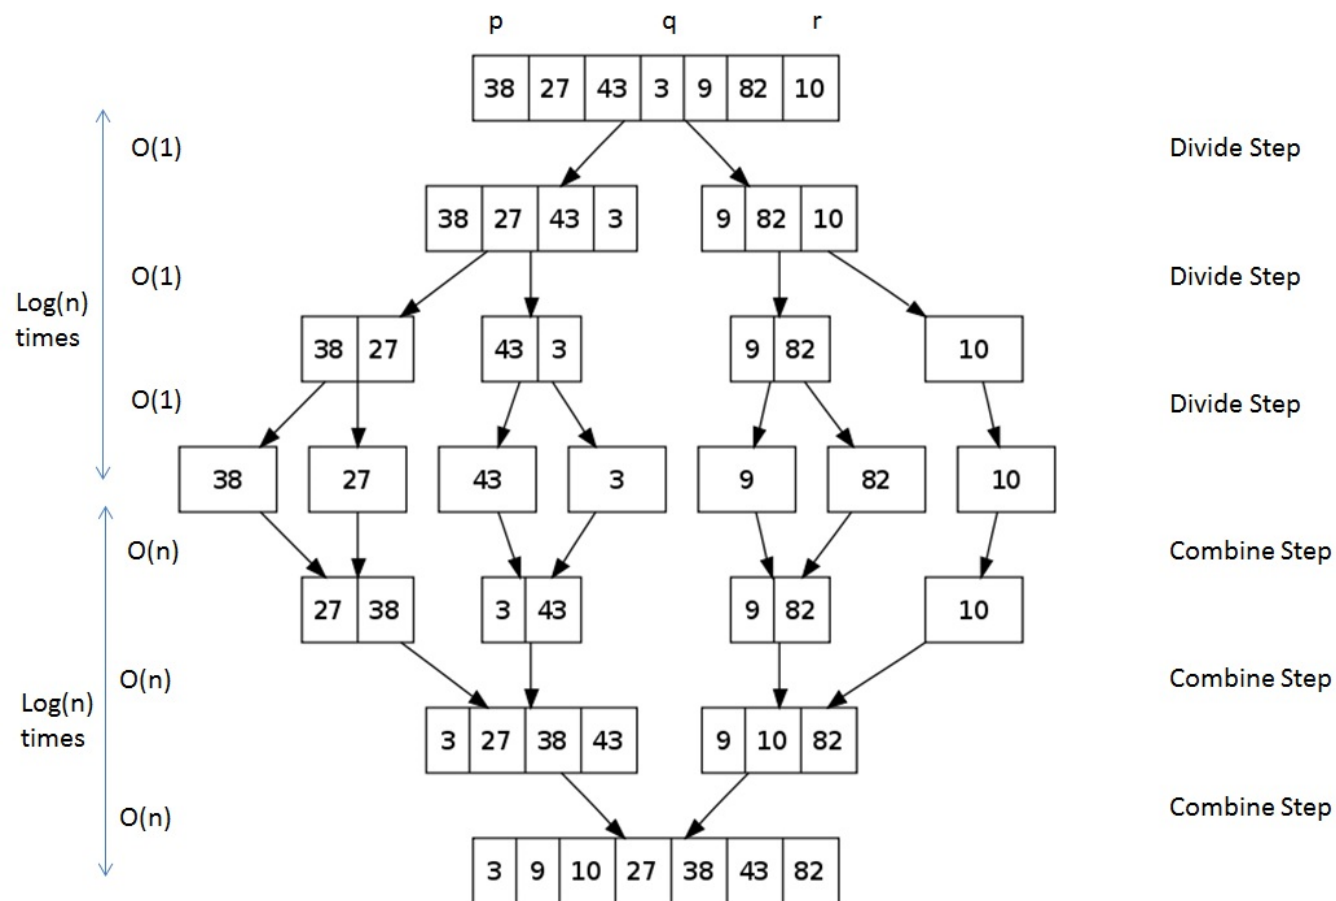 p q r
38 27 43 3 9 82 10
O(1) Divide Step
38 27 43 3 9 82 10
O(1) Divide Step
Log(n)
times
38 27 43 3 9 82 10
O(1) Divide Step
38 27 43 3 9 82 10
O(n) Combine Step
27 38 3 43 9 82 10
O(n) Combine Step
Log(n)
times
3 27 38 43 9 10 82
O(n) Combine Step
3 9 10 27 38 43 82